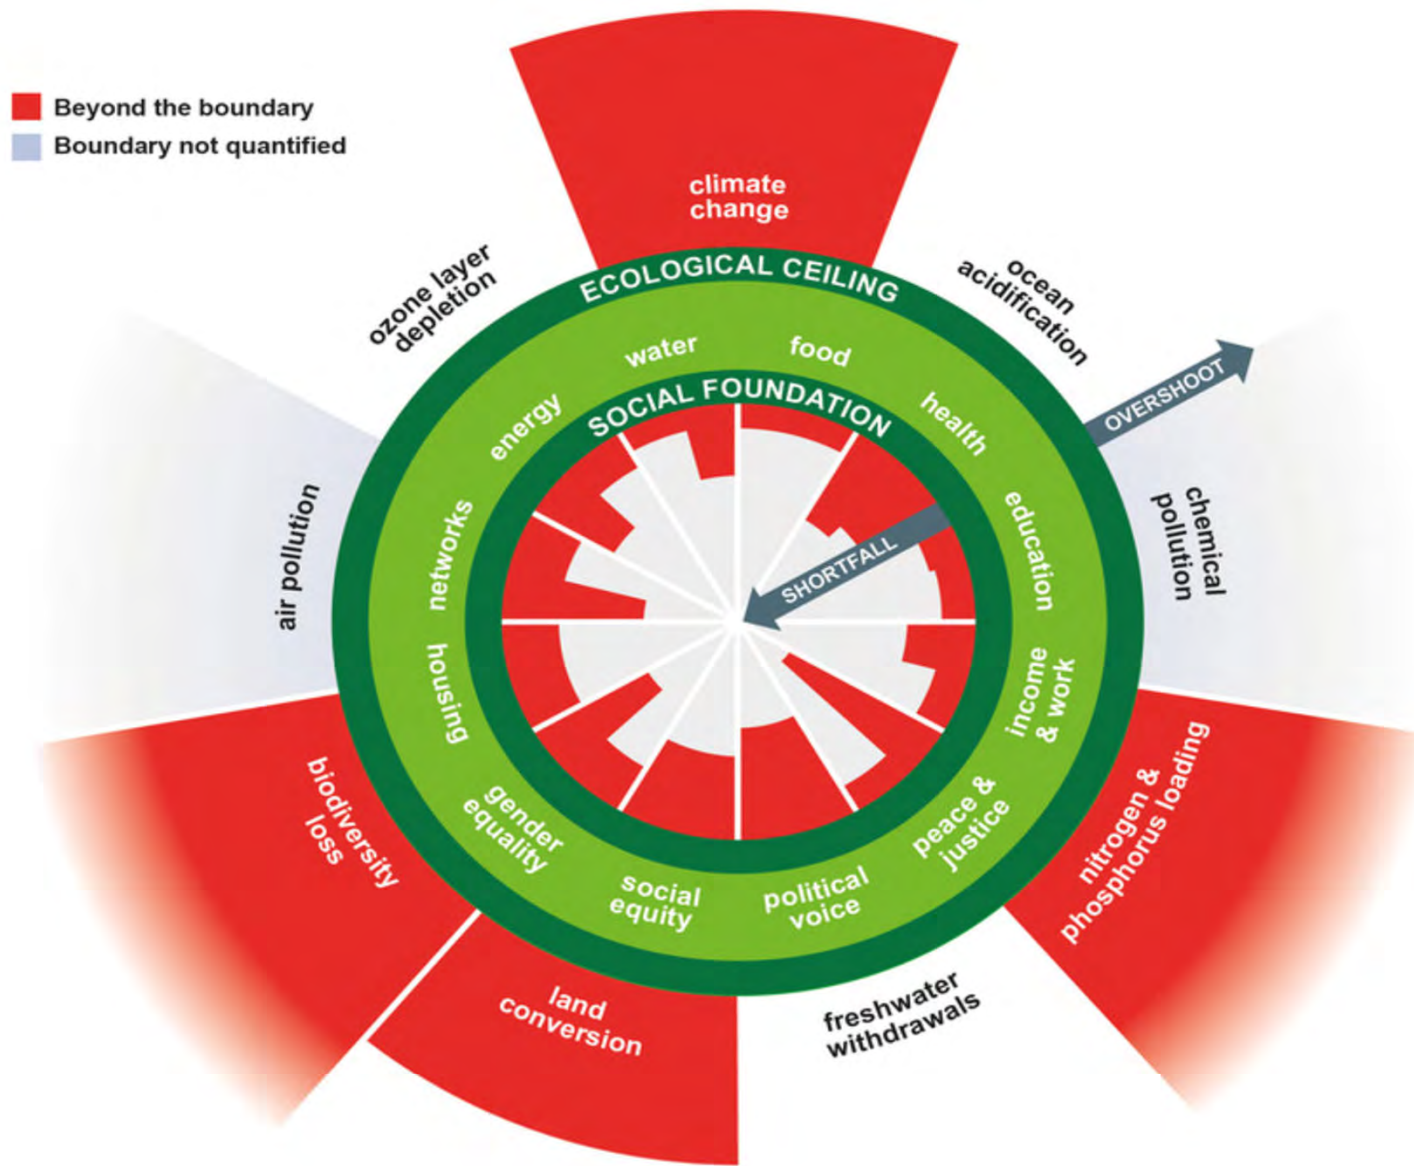 Beyond the boundary
Boundary not quantified
climate
change
ECOLOGICAL CEILING
ozone layer
depletion
ocean
acidification
OVERSHOOT
water
food
energy
health
SOCIAL FOUNDATION
networks
education
SHORTFALL
air pollution
chemical
pollution
housing
income
& work
gender
equality
peace &
justice
social
equity
political
voice
biodiversity
loss
nitrogen &
phosphorus loading
land
conversion
freshwater
withdrawals